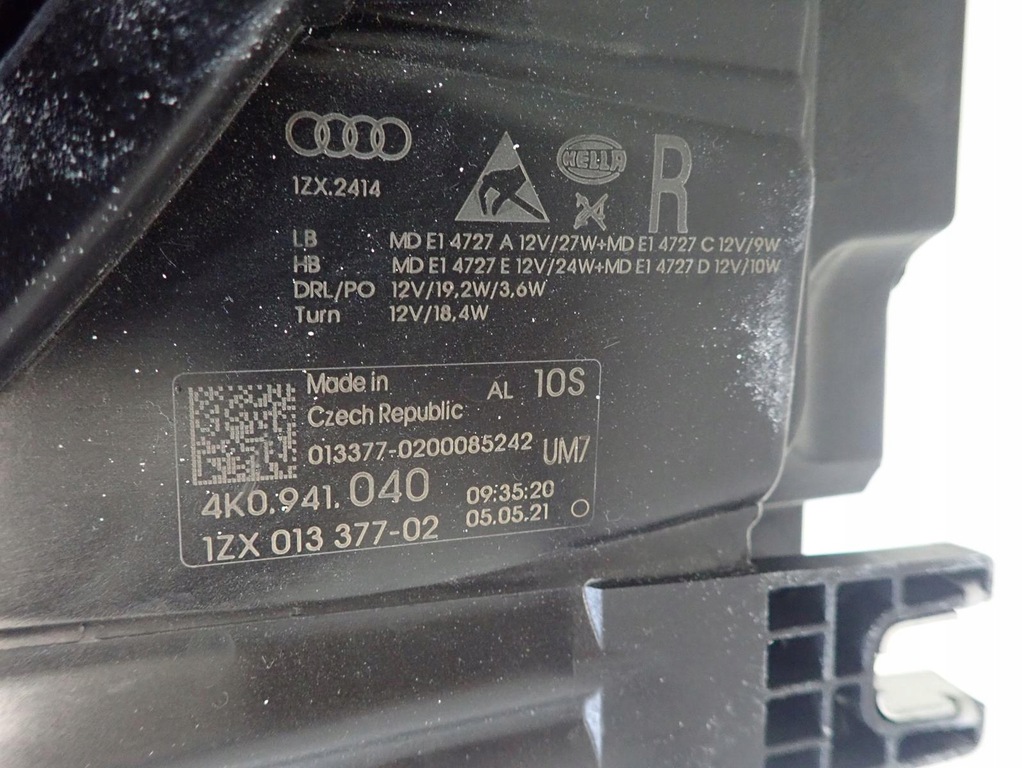 1ZX.2414
HELLA
R
LB MD E1 4727 A 12V/27W+MD E1 4727 C 12V/9W
HB MD E1 4727 E 12V/24W+MD E1 4727 D 12V/10W
DRL/PO 12V/19,2W/3,6W
Turn 12V/18,4W
Made in AL 10S
Czech Republic
013377-0200085242 UM7
4K0.941.040 09:35:20
1ZX 013 377-02 05.05.21